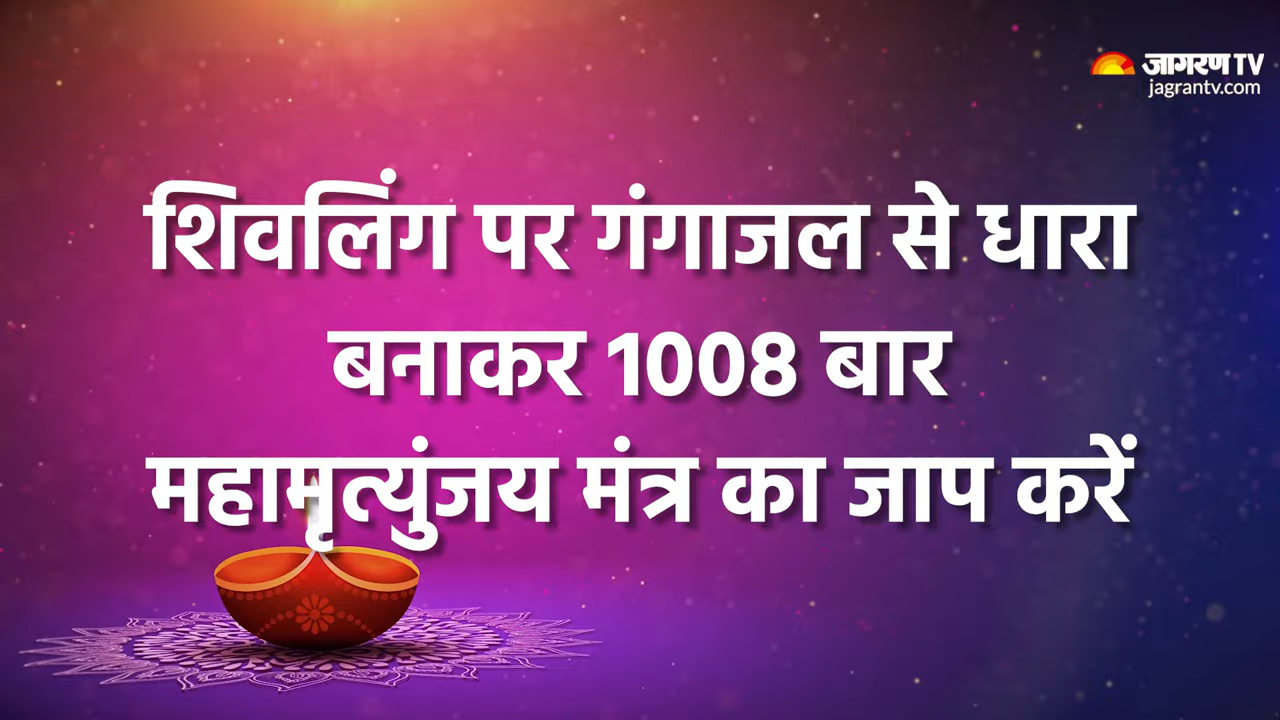 जागरण TV
jagrantv.com
शिवलिंग पर गंगाजल से धारा
बनाकर 1008 बार
महामृत्युंजय मंत्र का जाप करें